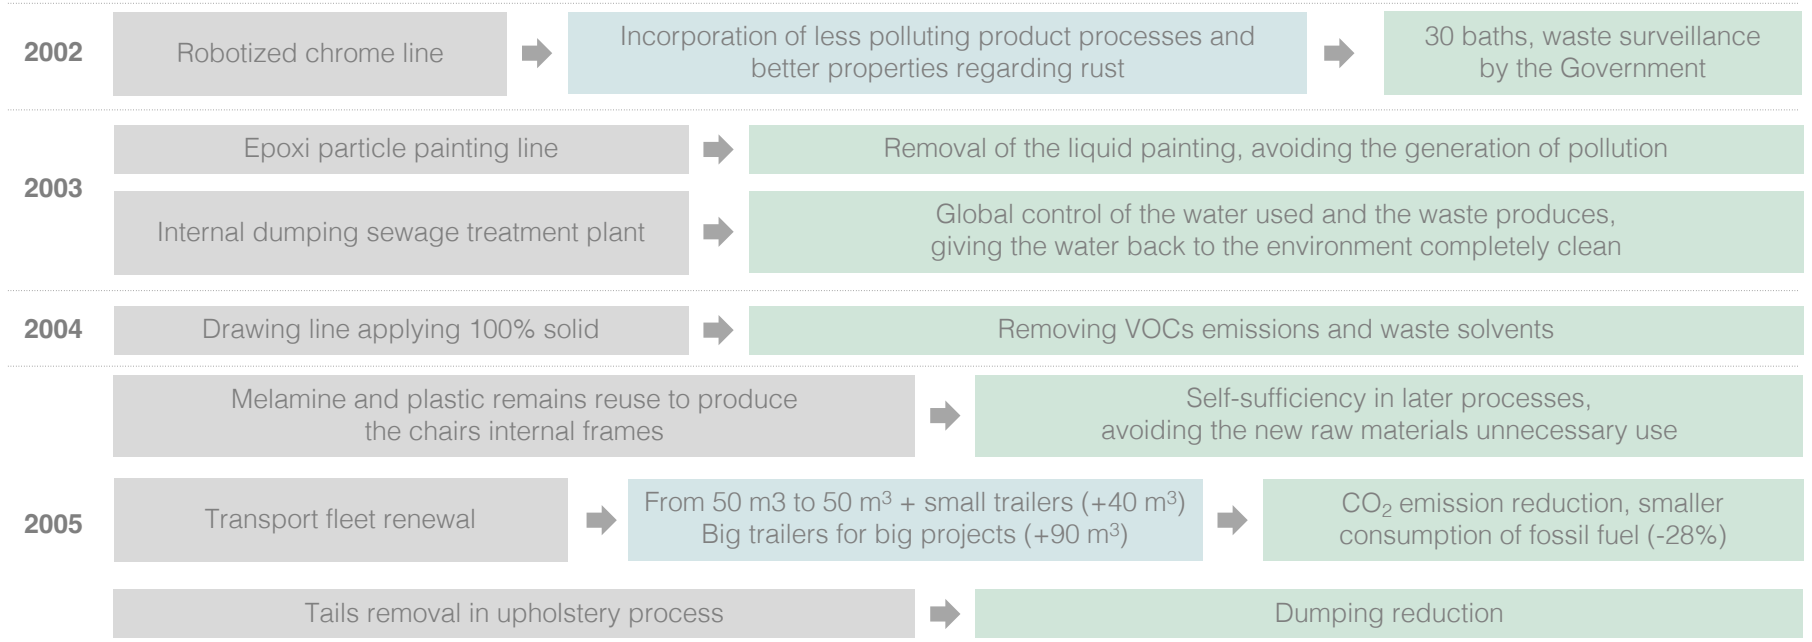 2002
Robotized chrome line
Incorporation of less polluting product processes and
better properties regarding rust
30 baths, waste surveillance
by the Government
2003
Epoxi particle painting line
Removal of the liquid painting, avoiding the generation of pollution
Internal dumping sewage treatment plant
Global control of the water used and the waste produces,
giving the water back to the environment completely clean
2004
Drawing line applying 100% solid
Removing VOCs emissions and waste solvents
2005
Melamine and plastic remains reuse to produce
the chairs internal frames
Self-sufficiency in later processes,
avoiding the new raw materials unnecessary use
Transport fleet renewal
From 50 m3 to 50 m³ + small trailers (+40 m³)
Big trailers for big projects (+90 m³)
CO₂ emission reduction, smaller
consumption of fossil fuel (-28%)
Tails removal in upholstery process
Dumping reduction